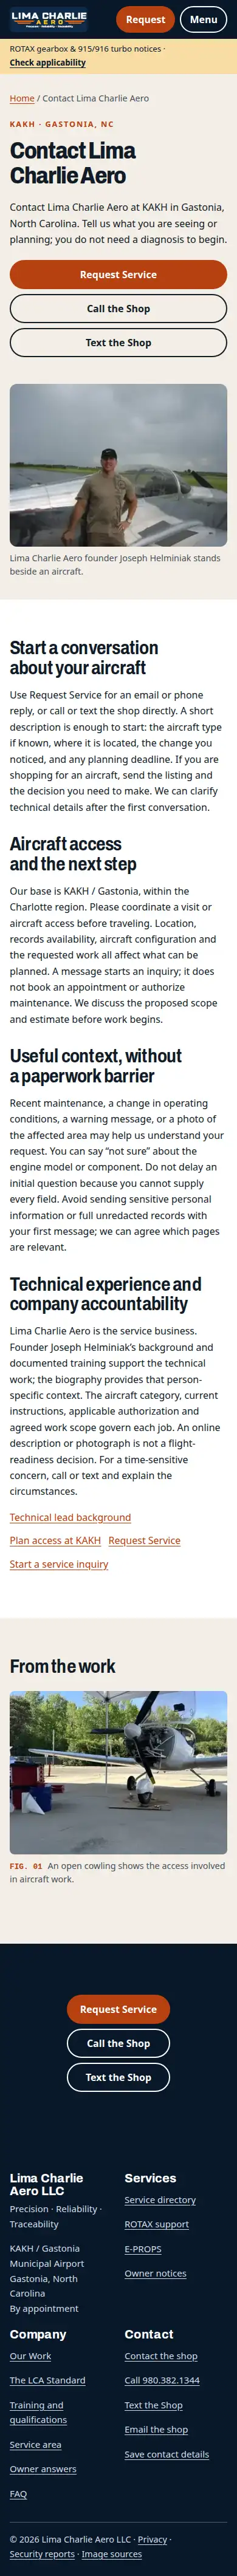 LIMA CHARLIE
AERO
Precision · Reliability · Traceability
Request
Menu
ROTAX gearbox & 915/916 turbo notices ·
Check applicability
Home / Contact Lima Charlie Aero
KAKH · GASTONIA, NC
Contact Lima
Charlie Aero
Contact Lima Charlie Aero at KAKH in Gastonia,
North Carolina. Tell us what you are seeing or
planning; you do not need a diagnosis to begin.
Request Service
Call the Shop
Text the Shop
Lima Charlie Aero founder Joseph Helminiak stands
beside an aircraft.
Start a conversation
about your aircraft
Use Request Service for an email or phone
reply, or call or text the shop directly. A short
description is enough to start: the aircraft type
if known, where it is located, the change you
noticed, and any planning deadline. If you are
shopping for an aircraft, send the listing and
the decision you need to make. We can clarify
technical details after the first conversation.
Aircraft access
and the next step
Our base is KAKH / Gastonia, within the
Charlotte region. Please coordinate a visit or
aircraft access before traveling. Location,
records availability, aircraft configuration and
the requested work all affect what can be
planned. A message starts an inquiry; it does
not book an appointment or authorize
maintenance. We discuss the proposed scope
and estimate before work begins.
Useful context, without
a paperwork barrier
Recent maintenance, a change in operating
conditions, a warning message, or a photo of
the affected area may help us understand your
request. You can say “not sure” about the
engine model or component. Do not delay an
initial question because you cannot supply
every field. Avoid sending sensitive personal
information or full unredacted records with
your first message; we can agree which pages
are relevant.
Technical experience and
company accountability
Lima Charlie Aero is the service business.
Founder Joseph Helminiak’s background and
documented training support the technical
work; the biography provides that person-
specific context. The aircraft category, current
instructions, applicable authorization and
agreed work scope govern each job. An online
description or photograph is not a flight-
readiness decision. For a time-sensitive
concern, call or text and explain the
circumstances.
Technical lead background
Plan access at KAKH Request Service
Start a service inquiry
From the work
FIG. 01 An open cowling shows the access involved
in aircraft work.
Request Service
Call the Shop
Text the Shop
Lima Charlie
Aero LLC
Precision · Reliability ·
Traceability
KAKH / Gastonia
Municipal Airport
Gastonia, North
Carolina
By appointment
Services
Service directory
ROTAX support
E-PROPS
Owner notices
Company
Our Work
The LCA Standard
Training and
qualifications
Service area
Owner answers
FAQ
Contact
Contact the shop
Call 980.382.1344
Text the Shop
Email the shop
Save contact details
© 2026 Lima Charlie Aero LLC · Privacy ·
Security reports · Image sources